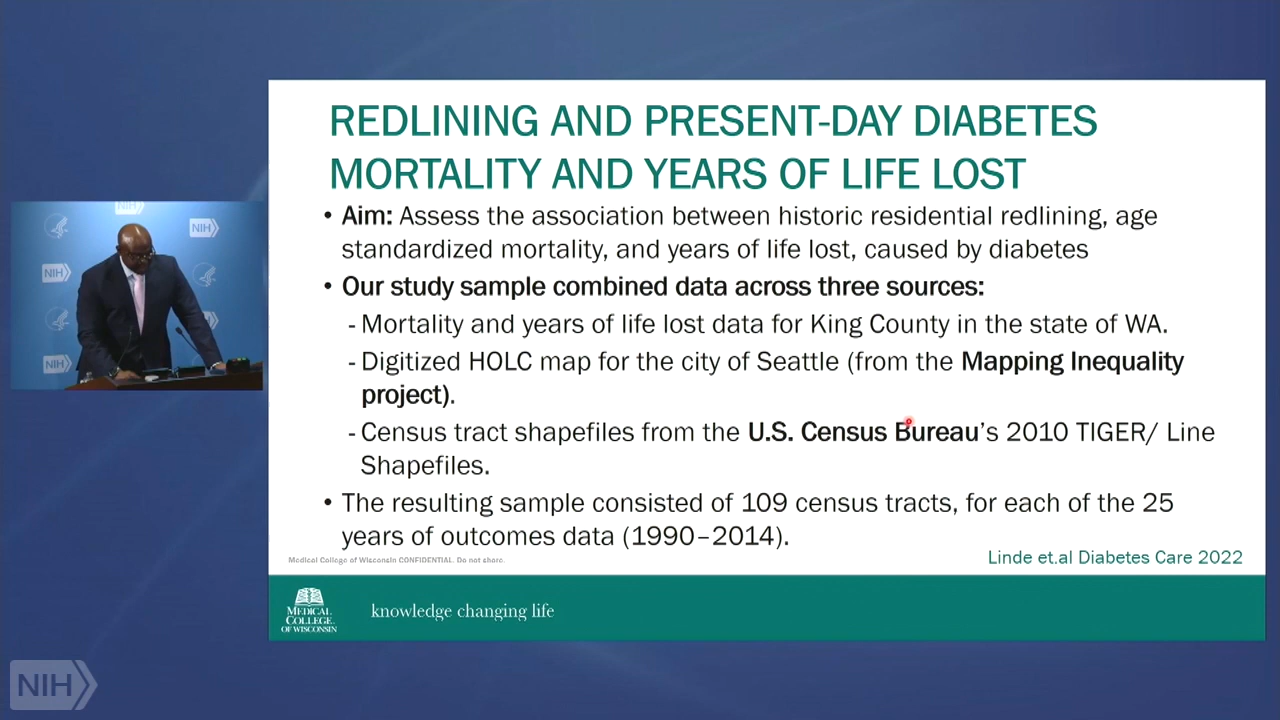 REDLINING AND PRESENT-DAY DIABETES
MORTALITY AND YEARS OF LIFE LOST
• Aim: Assess the association between historic residential redlining, age
standardized mortality, and years of life lost, caused by diabetes
• Our study sample combined data across three sources:
- Mortality and years of life lost data for King County in the state of WA.
- Digitized HOLC map for the city of Seattle (from the Mapping Inequality
project).
- Census tract shapefiles from the U.S. Census Bureau's 2010 TIGER/ Line
Shapefiles.
• The resulting sample consisted of 109 census tracts, for each of the 25
years of outcomes data (1990–2014).
Medical College of Wisconsin CONFIDENTIAL. Do not share.
Linde et.al Diabetes Care 2022
MEDICAL
COLLEGE
OF WISCONSIN
knowledge changing life
NIH
NIH
NIH
NIH
NIH